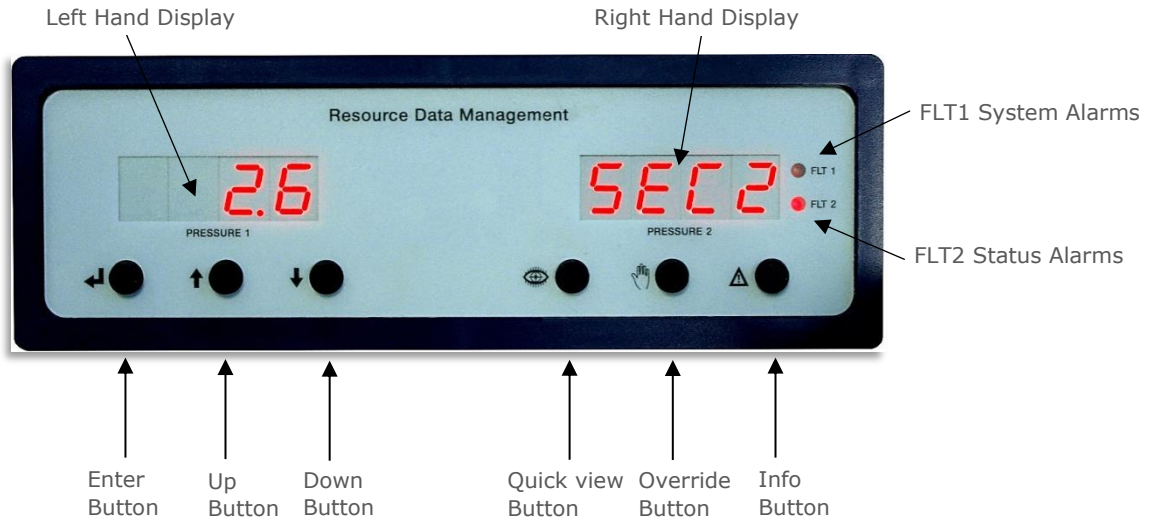 Left Hand Display
Right Hand Display
Resource Data Management
FLT1 System Alarms
2.6
SEC2
FLT 1
FLT 2
PRESSURE 1
PRESSURE 2
FLT2 Status Alarms
Enter
Button
Up
Button
Down
Button
Quick view
Button
Override
Button
Info
Button